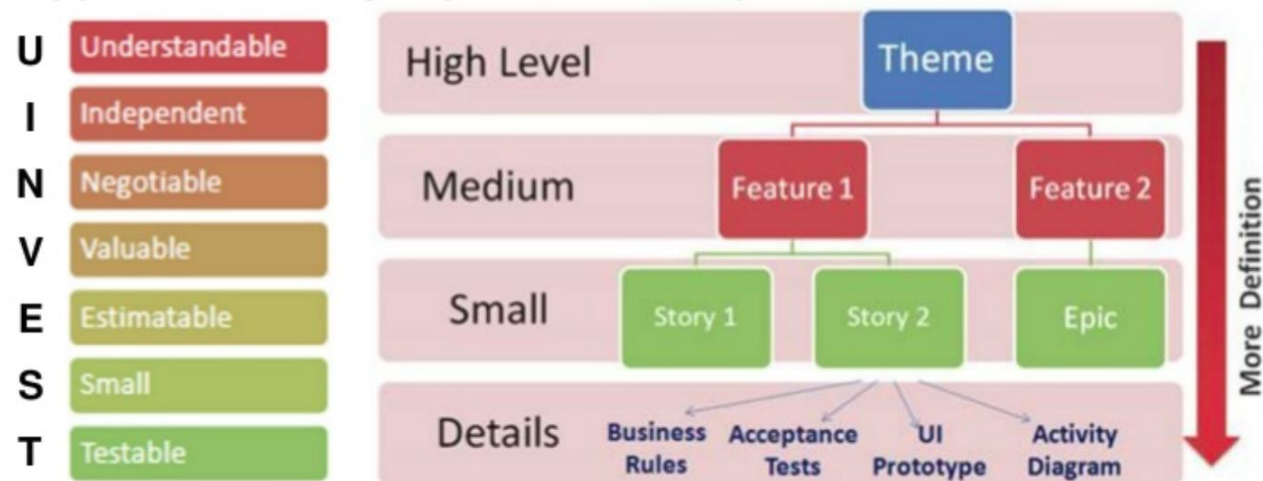 U Understandable
I Independent
N Negotiable
V Valuable
E Estimatable
S Small
T Testable
High Level
Theme
Medium
Feature 1
Feature 2
Small
Story 1
Story 2
Epic
Details
Business
Rules
Acceptance
Tests
UI
Prototype
Activity
Diagram
More Definition